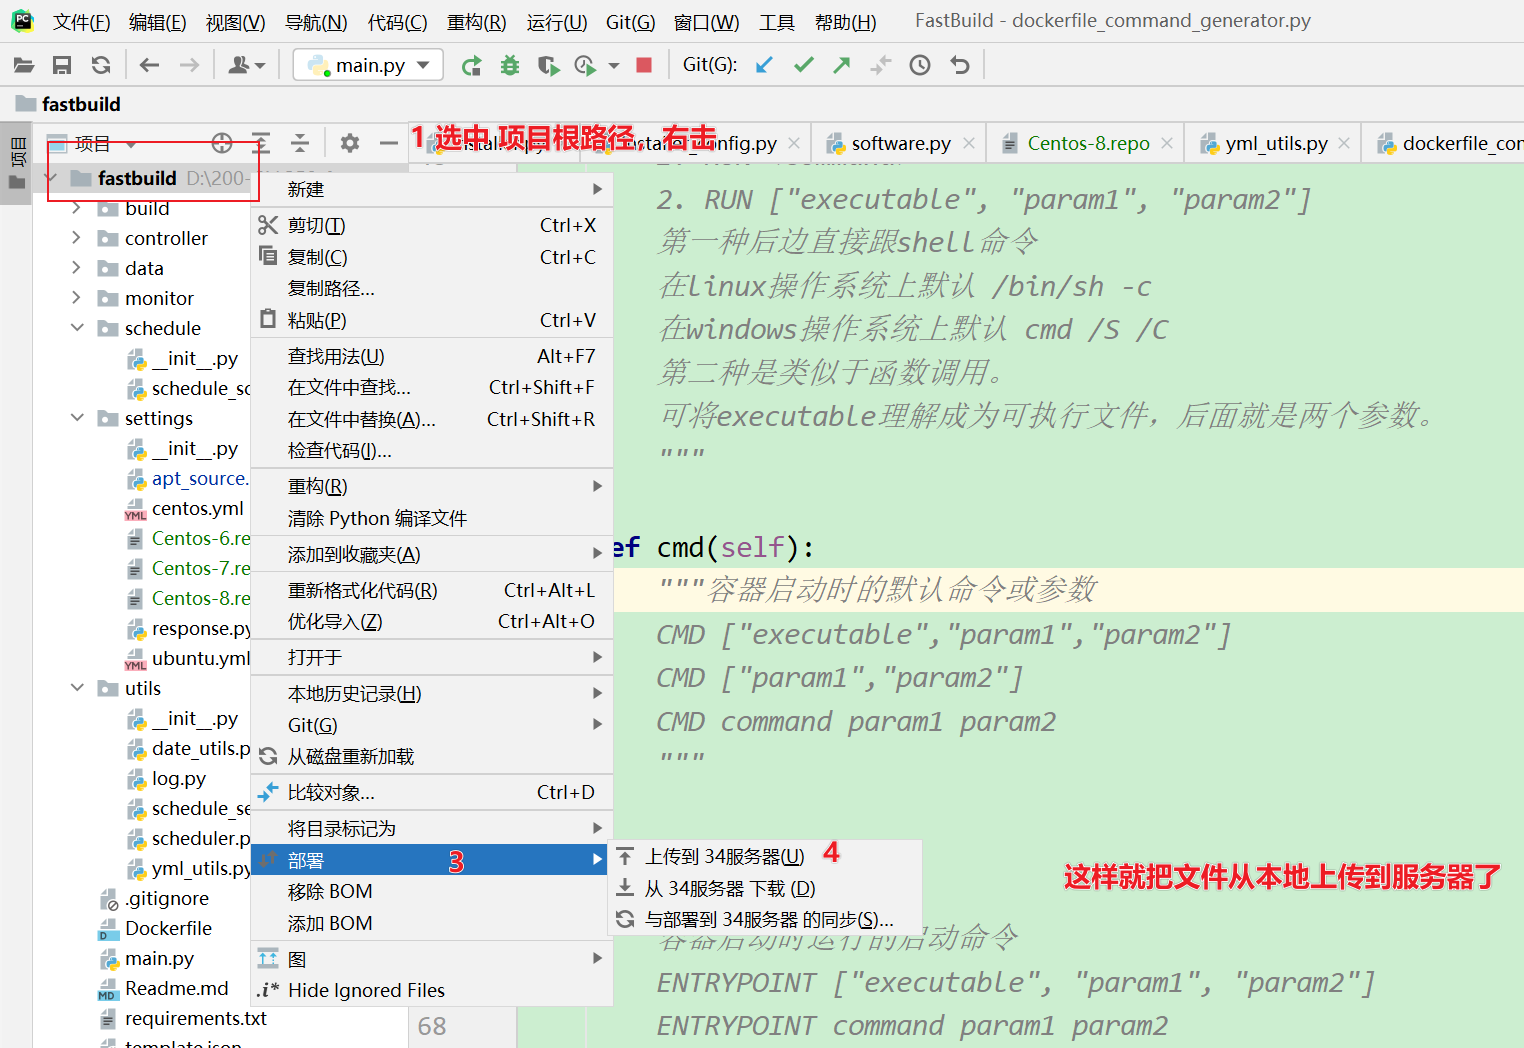 文件(F) 编辑(E) 视图(V) 导航(N) 代码(C) 重构(R) 运行(U) Git(G) 窗口(W) 工具 帮助(H) FastBuild - dockerfile_command_generator.py
main.py Git(G):
fastbuild
项目
项目
1 选中 项目根路径，右击
config.py software.py Centos-8.repo yml_utils.py dockerfile_con
fastbuild D:\200-
build
controller
data
monitor
schedule
__init__.py
schedule_sc
settings
__init__.py
apt_source.
centos.yml
Centos-6.re
Centos-7.re
Centos-8.re
response.py
ubuntu.yml
utils
__init__.py
date_utils.p
log.py
schedule_se
scheduler.p
yml_utils.py
.gitignore
Dockerfile
main.py
Readme.md
requirements.txt
template.json
新建
剪切(T) Ctrl+X
复制(C) Ctrl+C
复制路径...
粘贴(P) Ctrl+V
查找用法(U) Alt+F7
在文件中查找... Ctrl+Shift+F
在文件中替换(A)... Ctrl+Shift+R
检查代码(I)...
重构(R)
清除 Python 编译文件
添加到收藏夹(A)
重新格式化代码(R) Ctrl+Alt+L
优化导入(Z) Ctrl+Alt+O
打开于
本地历史记录(H)
Git(G)
从磁盘重新加载
比较对象... Ctrl+D
将目录标记为
部署 3
移除 BOM
添加 BOM
图
.i* Hide Ignored Files
上传到 34服务器(U) 4
从 34服务器 下载 (D)
与部署到 34服务器 的同步(S)...
2. RUN ["executable", "param1", "param2"]
第一种后边直接跟shell命令
在linux操作系统上默认 /bin/sh -c
在windows操作系统上默认 cmd /S /C
第二种是类似于函数调用。
可将executable理解成为可执行文件，后面就是两个参数。
"""
ef cmd(self):
"""容器启动时的默认命令或参数
CMD ["executable","param1","param2"]
CMD ["param1","param2"]
CMD command param1 param2
"""
这样就把文件从本地上传到服务器了
容器启动时运行的启动命令
ENTRYPOINT ["executable", "param1", "param2"]
68 ENTRYPOINT command param1 param2